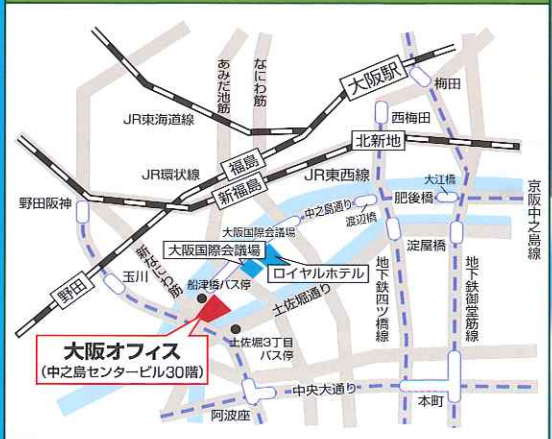 大阪駅
梅田
なにわ筋
あみだ池筋
西梅田
JR東海道線
北新地
福島
JR環状線
JR東西線
新福島
大江橋
野田阪神
中之島通り
肥後橋
渡辺橋
京阪中之島線
大阪国際会議場
淀屋橋
大阪国際会議場
新なにわ筋
ロイヤルホテル
玉川
船津橋バス停
土佐堀通り
地下鉄四ツ橋線
地下鉄御堂筋線
野田
土佐堀3丁目
バス停
大阪オフィス
(中之島センタービル30階)
中央大通り
本町
阿波座